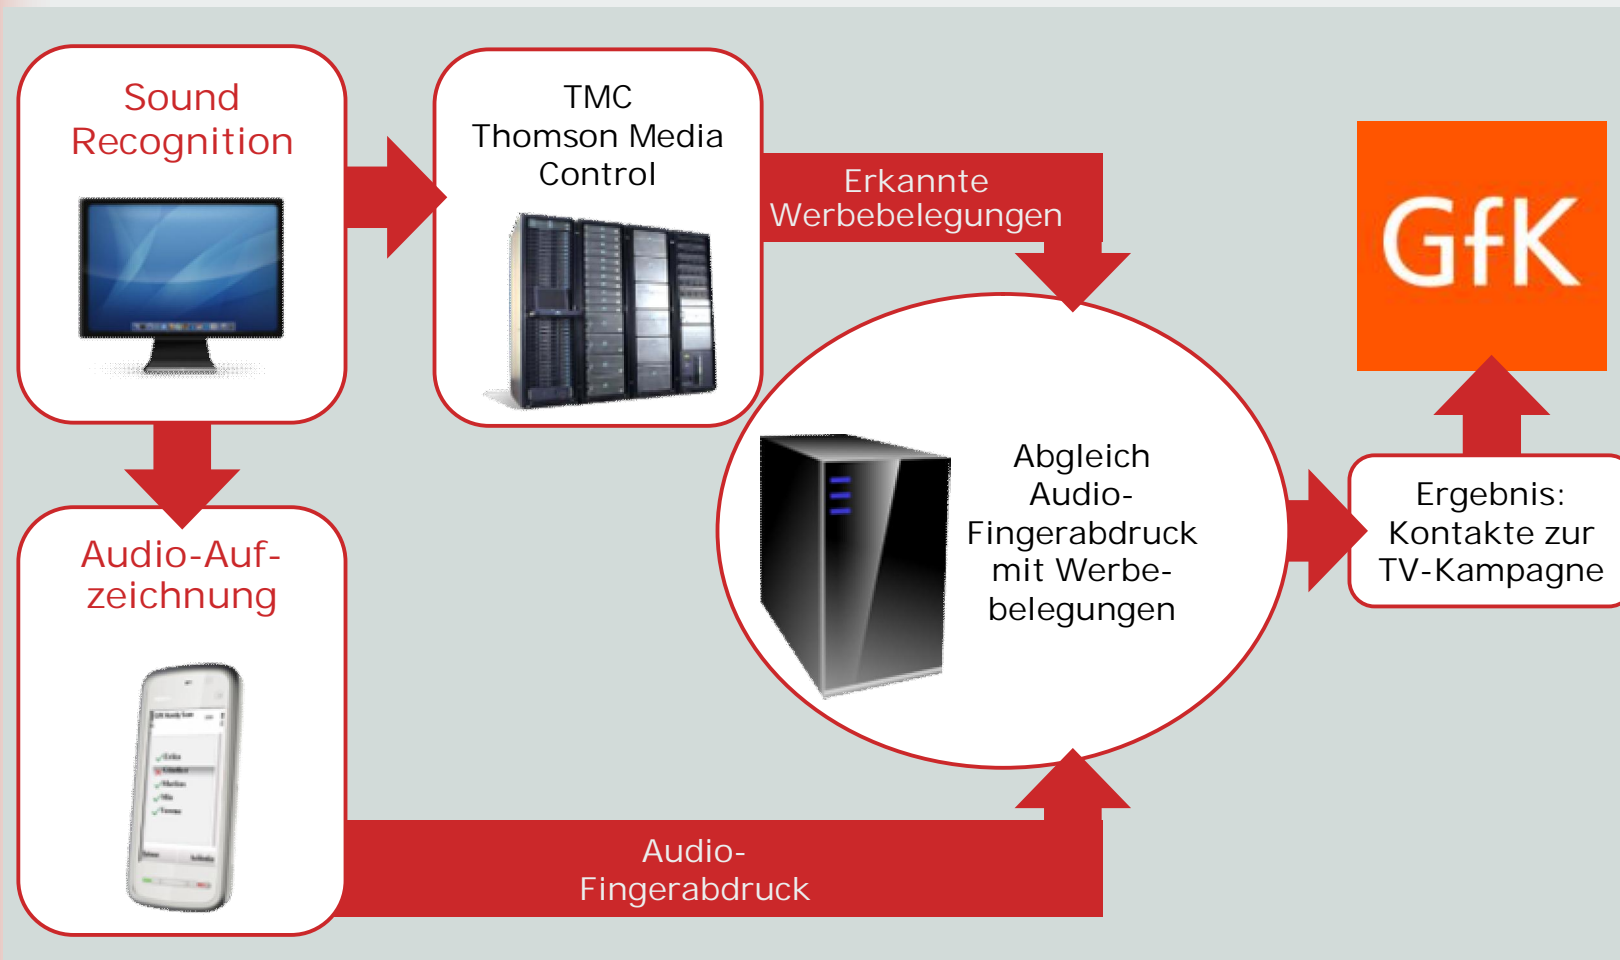 Sound
Recognition
TMC
Thomson Media
Control
Erkannte
Werbebelegungen
GfK
Abgleich
Audio-
Fingerabdruck
mit Werbe-
belegungen
Ergebnis:
Kontakte zur
TV-Kampagne
Audio-Auf-
zeichnung
Audio-
Fingerabdruck